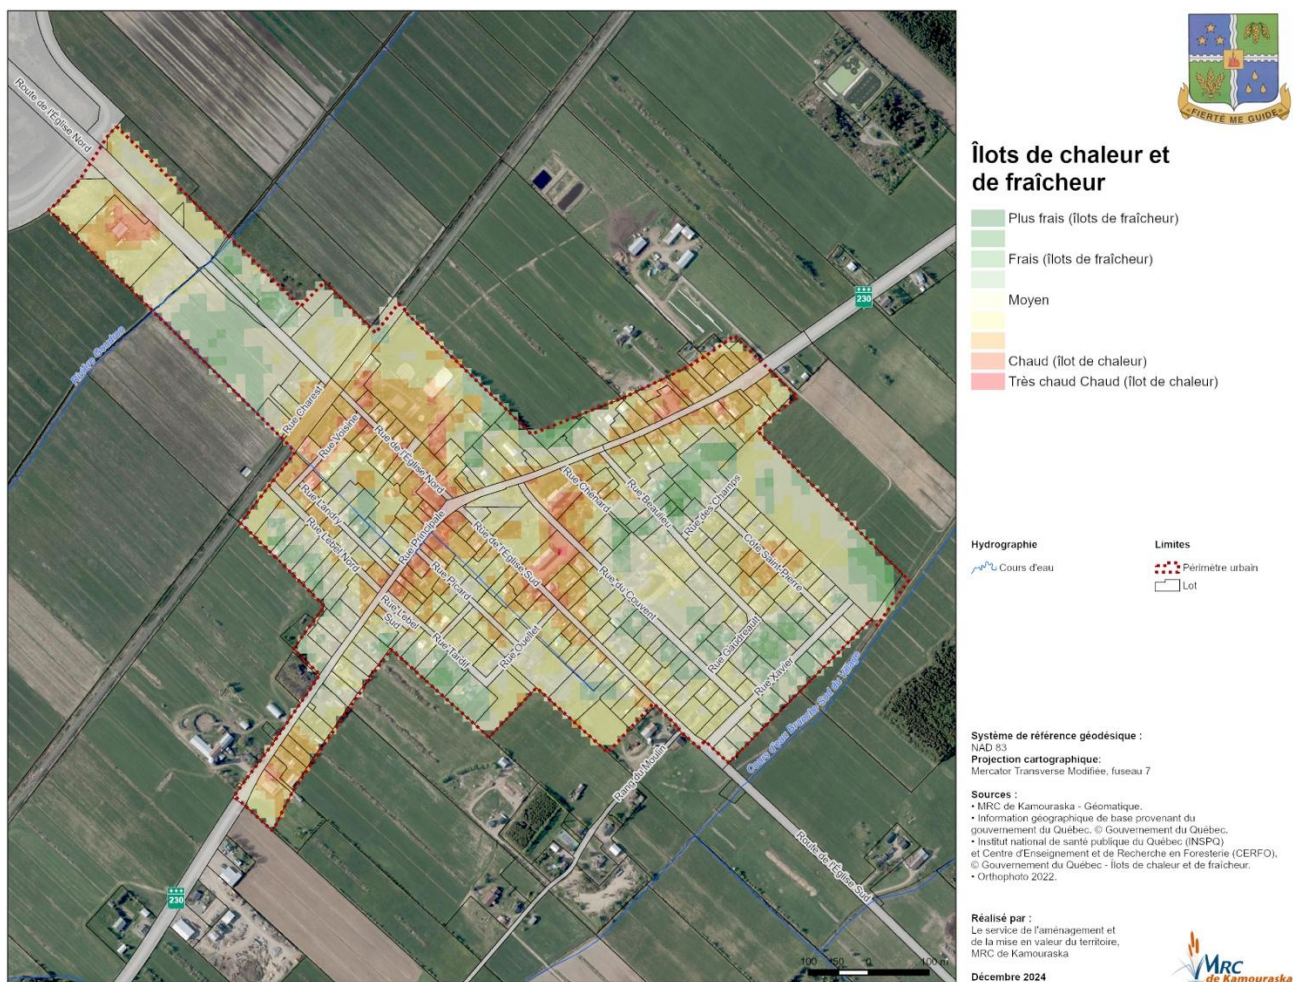 FIERTÉ ME GUIDE
Îlots de chaleur et
de fraîcheur
Plus frais (îlots de fraîcheur)
Frais (îlots de fraîcheur)
Moyen
Chaud (îlot de chaleur)
Très chaud Chaud (îlot de chaleur)
Hydrographie
Cours d'eau
Limites
Périmètre urbain
Lot
Système de référence géodésique :
NAD 83
Projection cartographique:
Mercator Transverse Modifiée, fuseau 7
Sources :
• MRC de Kamouraska - Géomatique.
• Information géographique de base provenant du
gouvernement du Québec. © Gouvernement du Québec.
• Institut national de santé publique du Québec (INSPQ)
et Centre d'Enseignement et de Recherche en Foresterie (CERFO),
© Gouvernement du Québec - Îlots de chaleur et de fraîcheur.
• Orthophoto 2022.
Réalisé par :
Le service de l'aménagement et
de la mise en valeur du territoire,
MRC de Kamouraska
Décembre 2024
MRC
de Kamouraska
Route de l'Église Nord
Rivière
230
Rue Charest
Rue Voisine
Rue de l'Église Nord
Rue Landry
Rue Lebel Nord
Rue Principale
Rue Chénard
Rue Beaulieu
Rue des Champs
Côte Saint-Pierre
Rue de l'Église Sud
Rue Picard
Rue du Couvent
Rue Lebel
Sud
Rue Tardif
Rue Ouellet
Rue Gaudreault
Rue Xavier
Cours d'eau Branche Sud du Village
Rang du Moulin
Route de l'Église Sud
230
100 50 0 100 m